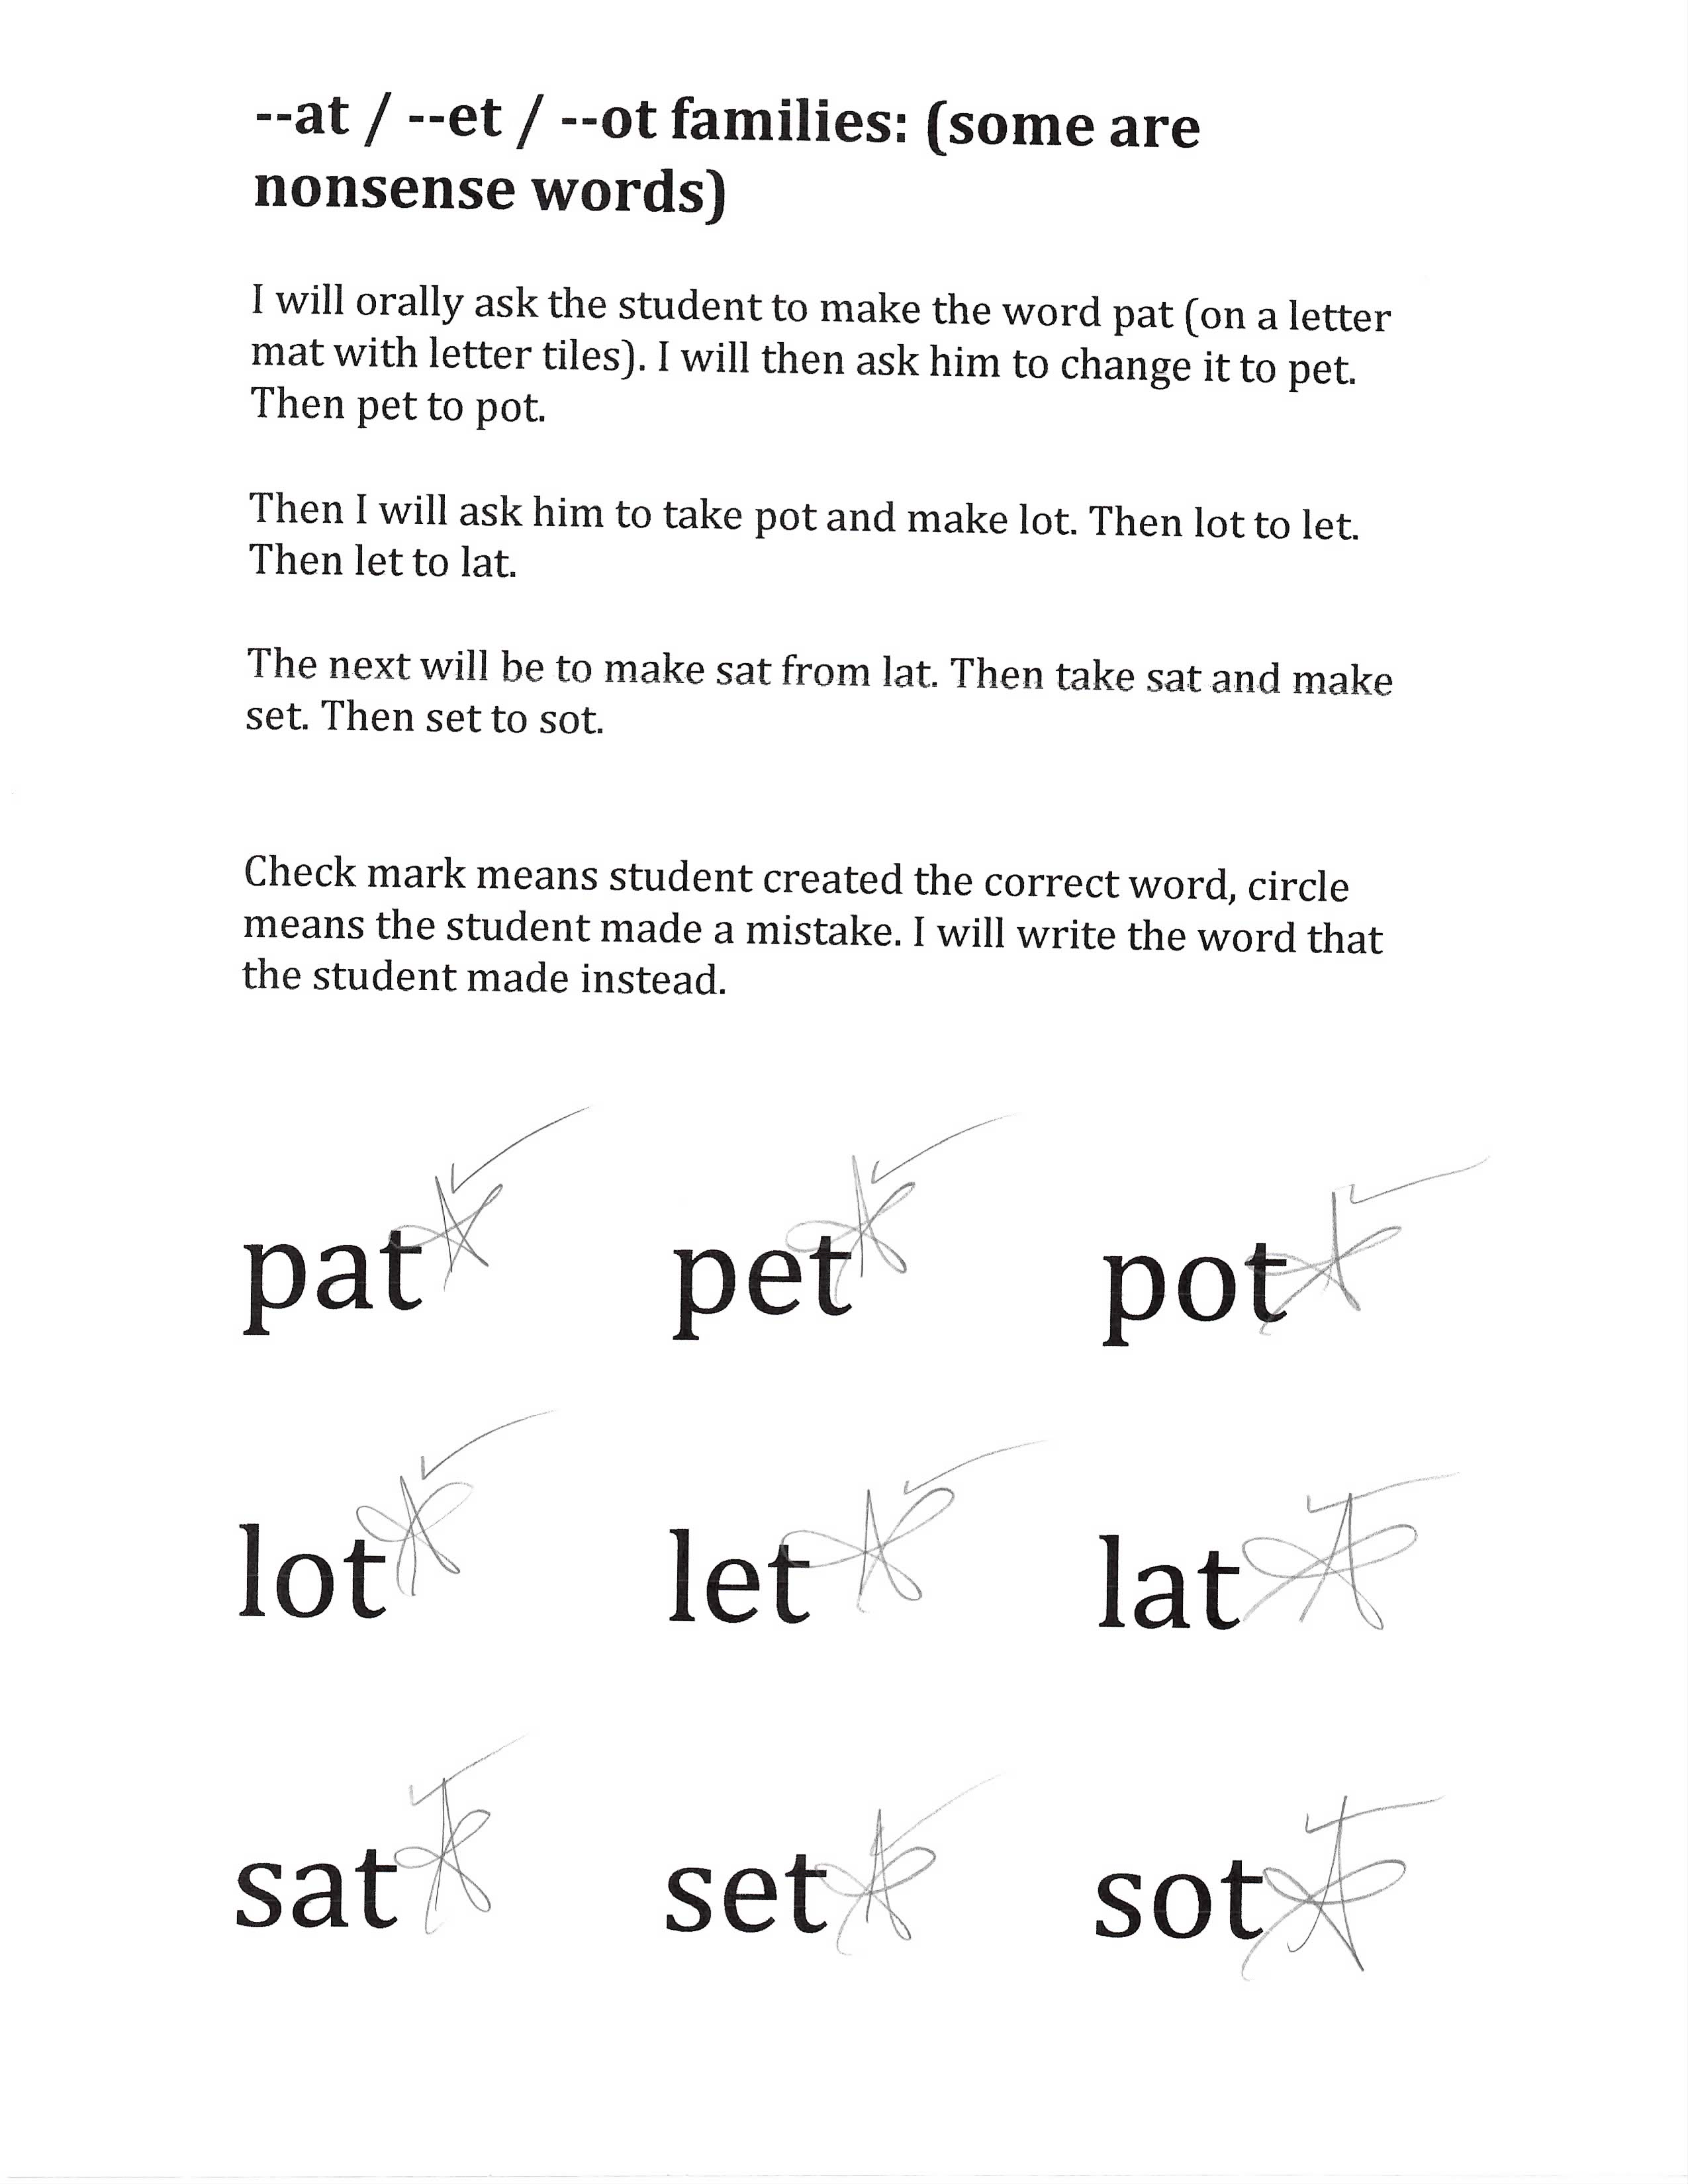 --at / --et / --ot families: (some are
nonsense words)
I will orally ask the student to make the word pat (on a letter
mat with letter tiles). I will then ask him to change it to pet.
Then pet to pot.
Then I will ask him to take pot and make lot. Then lot to let.
Then let to lat.
The next will be to make sat from lat. Then take sat and make
set. Then set to sot.
Check mark means student created the correct word, circle
means the student made a mistake. I will write the word that
the student made instead.
pat pet pot
lot let lat
sat set sot